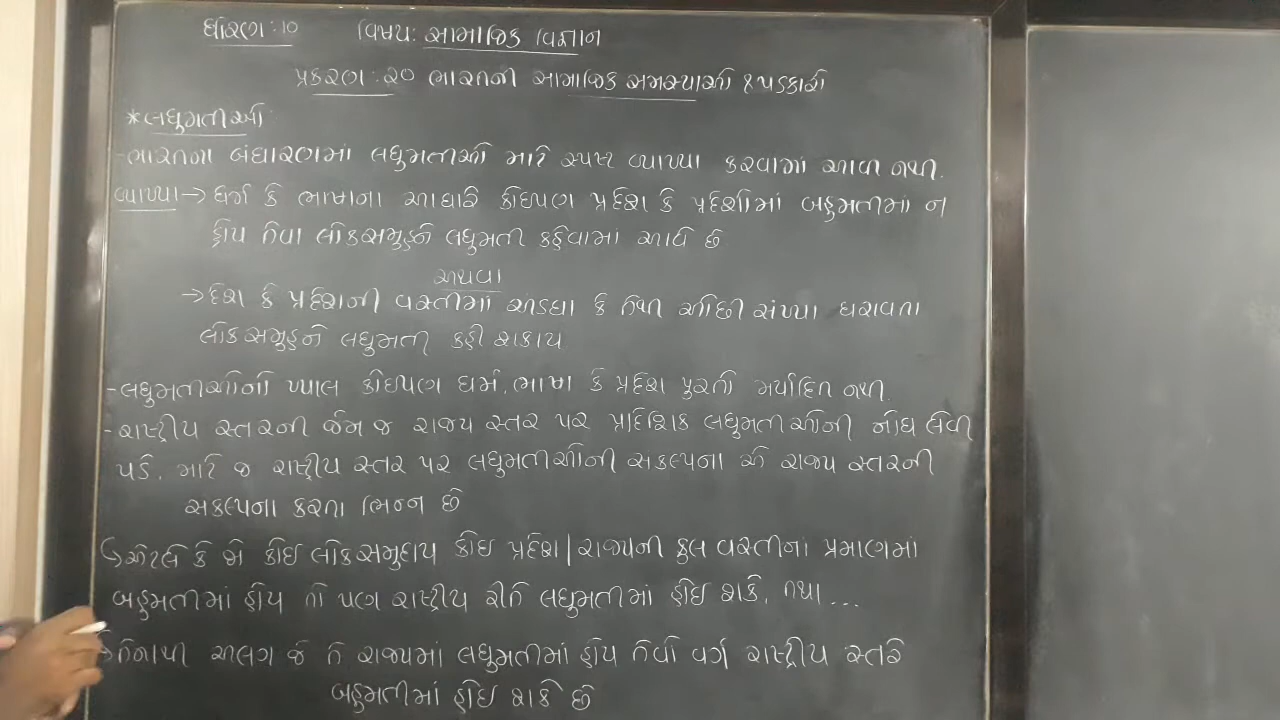 ધોરણ: ૧૦ વિષય: સામાજિક વિજ્ઞાન
પ્રકરણ: ૨૦ ભારતની સામાજિક સમસ્યાઓ & પડકારો
* લઘુમતીઓ
- ભારતના બંધારણમાં લઘુમતીઓ માટે સ્પષ્ટ વ્યાખ્યા કરવામાં આવી નથી.
વ્યાખ્યા → ધર્મ કે ભાષાના આધારે કોઇપણ પ્રદેશ કે પ્રદેશોમાં બહુમતીમાં ન
હોય તેવા લોકસમુહને લઘુમતી કહેવામાં આવે છે
અથવા
→ દેશ કે પ્રદેશની વસ્તીમાં અડધા કે તેથી ઓછી સંખ્યા ધરાવતા
લોકસમુહને લઘુમતી કહી શકાય
- લઘુમતીઓનો ખ્યાલ કોઇપણ ધર્મ, ભાષા કે પ્રદેશ પુરતો મર્યાદિત નથી.
- રાષ્ટ્રીય સ્તરની જેમ જ રાજ્ય સ્તર પર પ્રાદેશિક લઘુમતીઓની નોંધ લેવી
પડે. માટે જ રાષ્ટ્રીય સ્તર પર લઘુમતીઓની સંકલ્પના એ રાજ્ય સ્તરની
સંકલ્પના કરતા ભિન્ન છે
↳ એટલે કે જો કોઇ લોકસમુદાય કોઇ પ્રદેશ/રાજ્યની કુલ વસ્તીનાં પ્રમાણમાં
બહુમતીમાં હોય તો પણ રાષ્ટ્રીય રીતે લઘુમતીમાં હોઇ શકે, તથા ...
→ તેનાથી અલગ જે તે રાજ્યમાં લઘુમતીમાં હોય તેવો વર્ગ રાષ્ટ્રીય સ્તરે
બહુમતીમાં હોઇ શકે છે